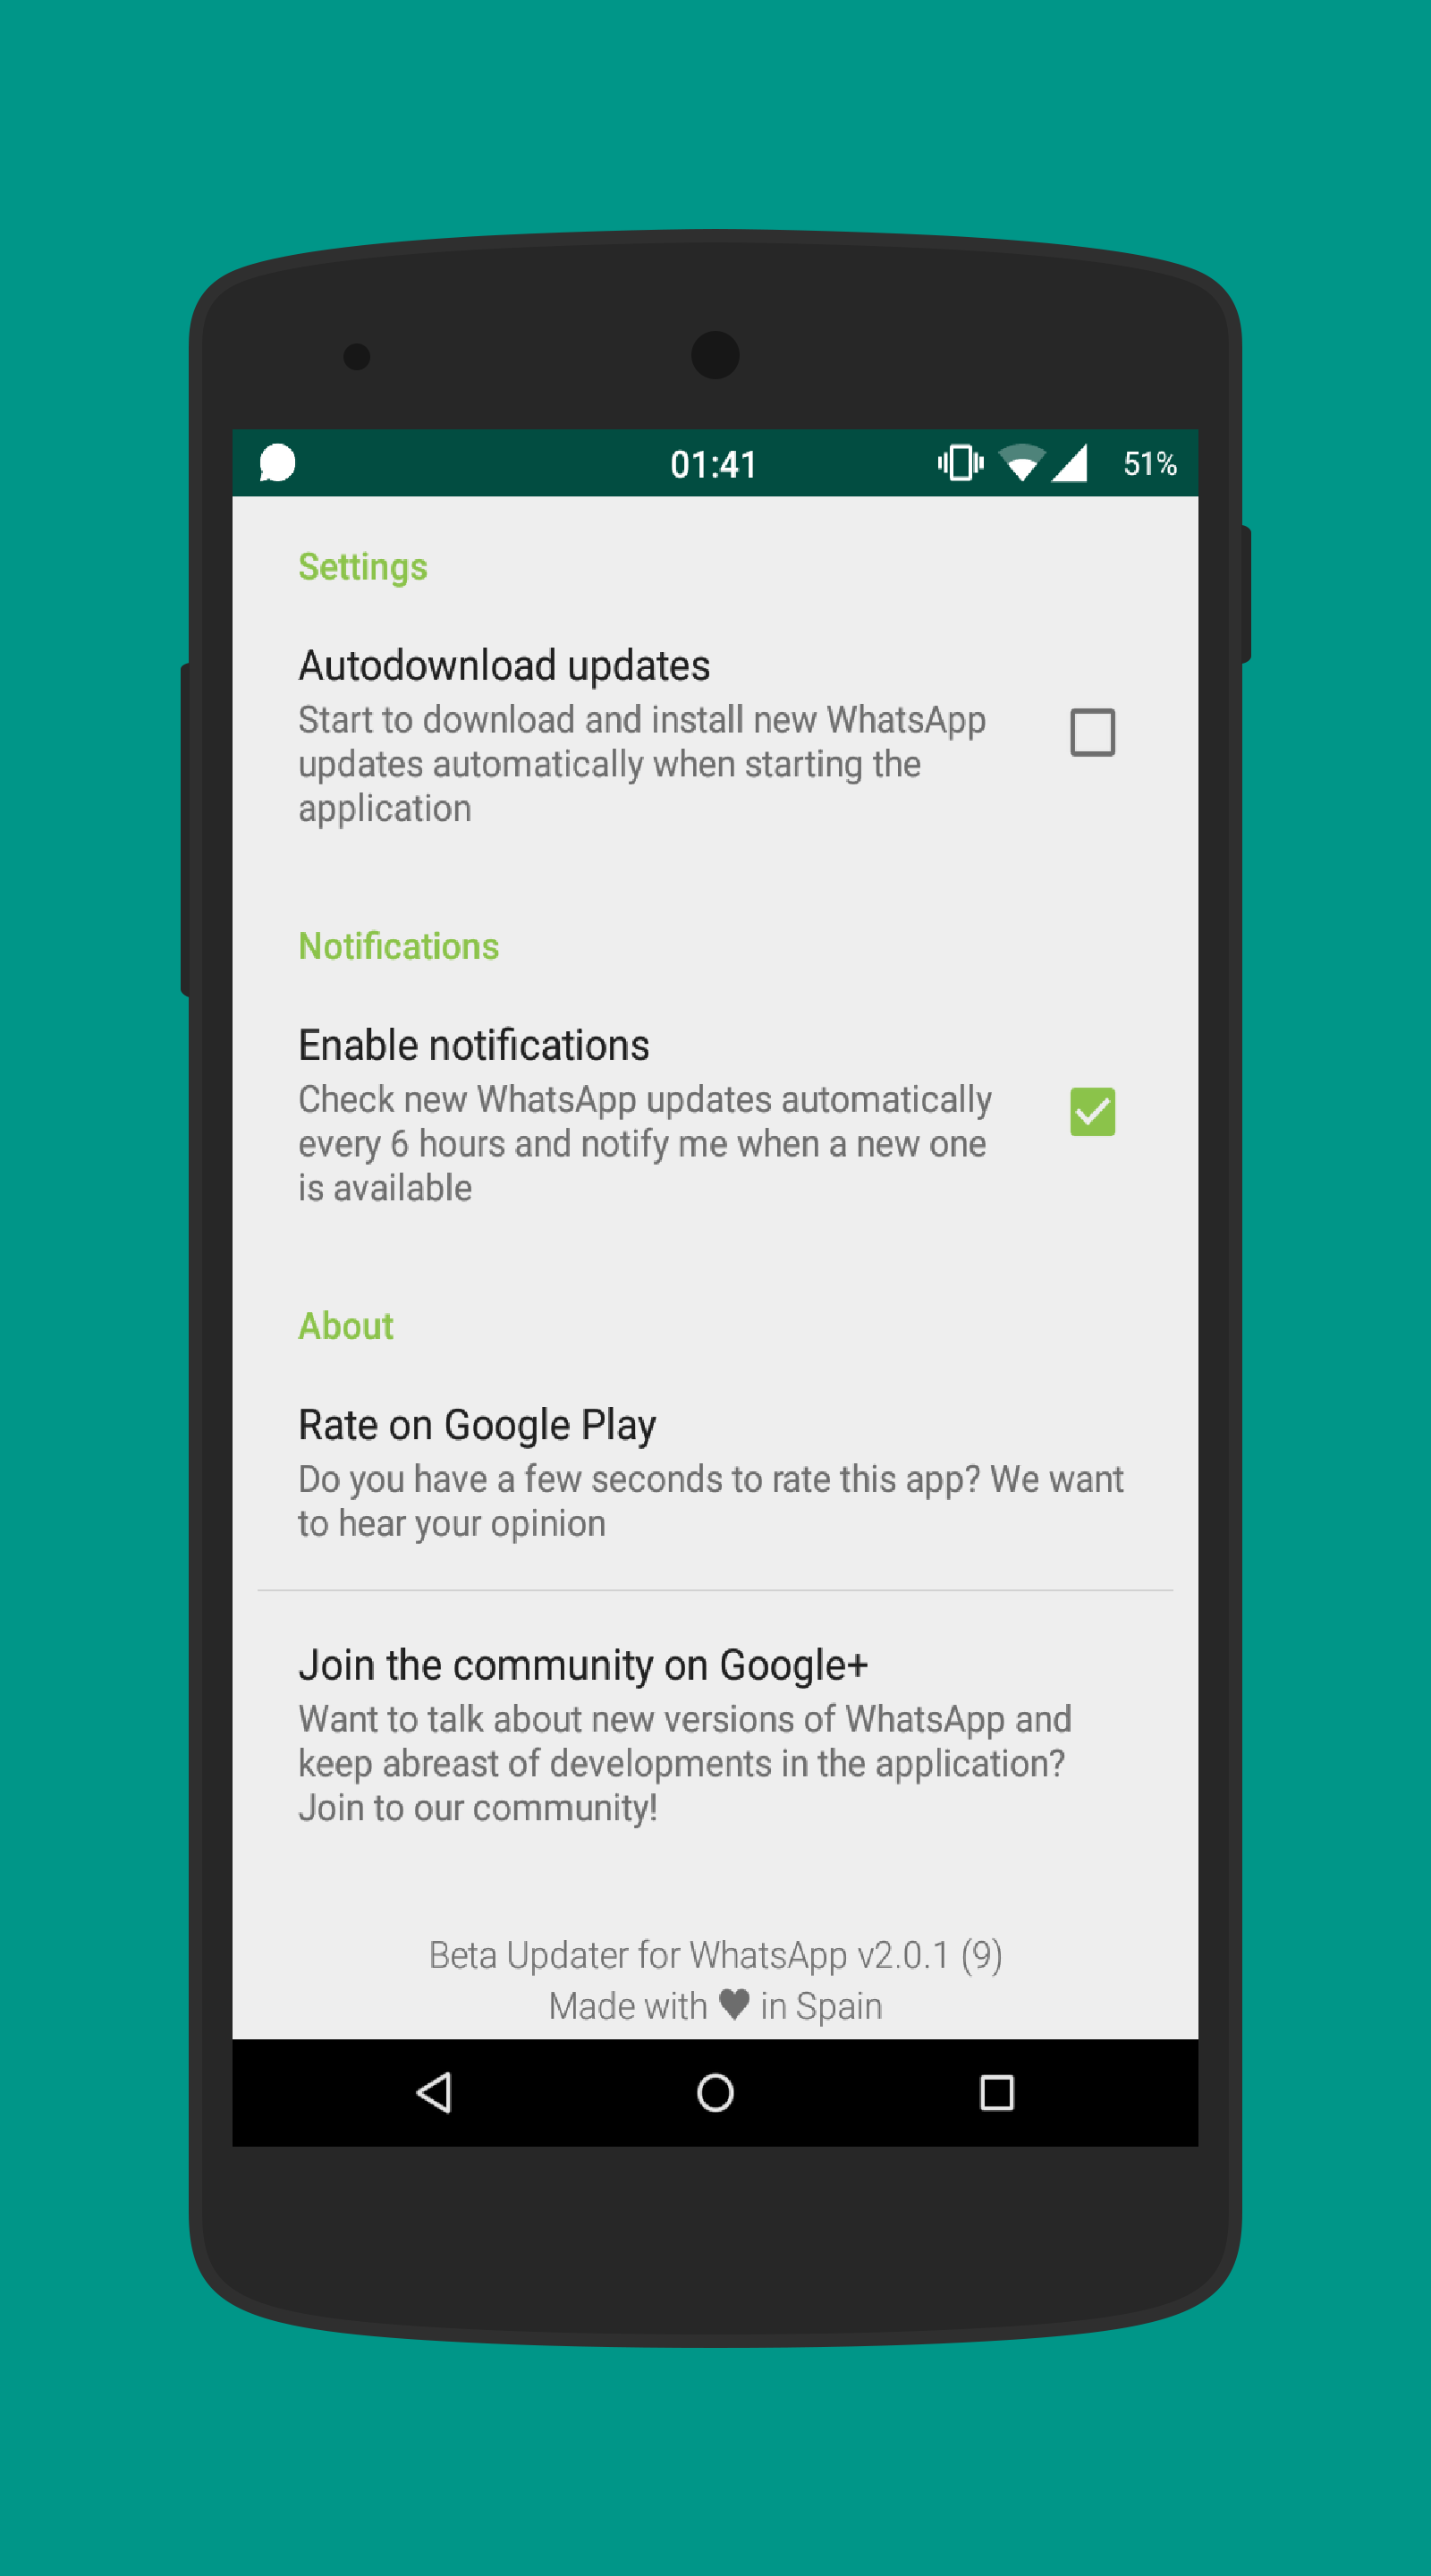 01:41 51%
Settings
Autodownload updates
Start to download and install new WhatsApp
updates automatically when starting the
application
Notifications
Enable notifications
Check new WhatsApp updates automatically
every 6 hours and notify me when a new one
is available
About
Rate on Google Play
Do you have a few seconds to rate this app? We want
to hear your opinion
Join the community on Google+
Want to talk about new versions of WhatsApp and
keep abreast of developments in the application?
Join to our community!
Beta Updater for WhatsApp v2.0.1 (9)
Made with ♥ in Spain